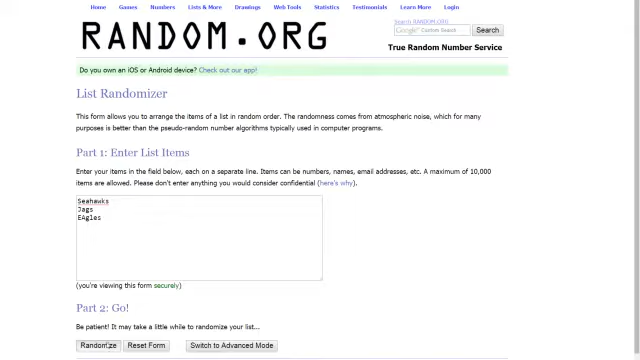 Home Games Numbers Lists & More Drawings Web Tools Statistics Testimonials Learn More Login
RANDOM.ORG
Search RANDOM.ORG
Google Custom Search Search
True Random Number Service
Do you own an iOS or Android device? Check out our app!
List Randomizer
This form allows you to arrange the items of a list in random order. The randomness comes from atmospheric noise, which for many
purposes is better than the pseudo-random number algorithms typically used in computer programs.
Part 1: Enter List Items
Enter your items in the field below, each on a separate line. Items can be numbers, names, email addresses, etc. A maximum of 10,000
items are allowed. Please don't enter anything you would consider confidential (here's why).
Seahawks
Jags
EAgles
(you're viewing this form securely)
Part 2: Go!
Be patient! It may take a little while to randomize your list...
Randomize Reset Form Switch to Advanced Mode